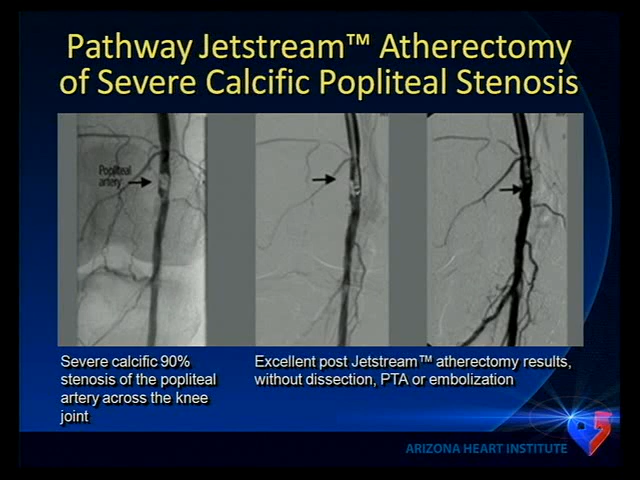 Pathway Jetstream™ Atherectomy
of Severe Calcific Popliteal Stenosis
Popliteal
artery
Severe calcific 90%
stenosis of the popliteal
artery across the knee
joint
Excellent post Jetstream™ atherectomy results,
without dissection, PTA or embolization
ARIZONA HEART INSTITUTE